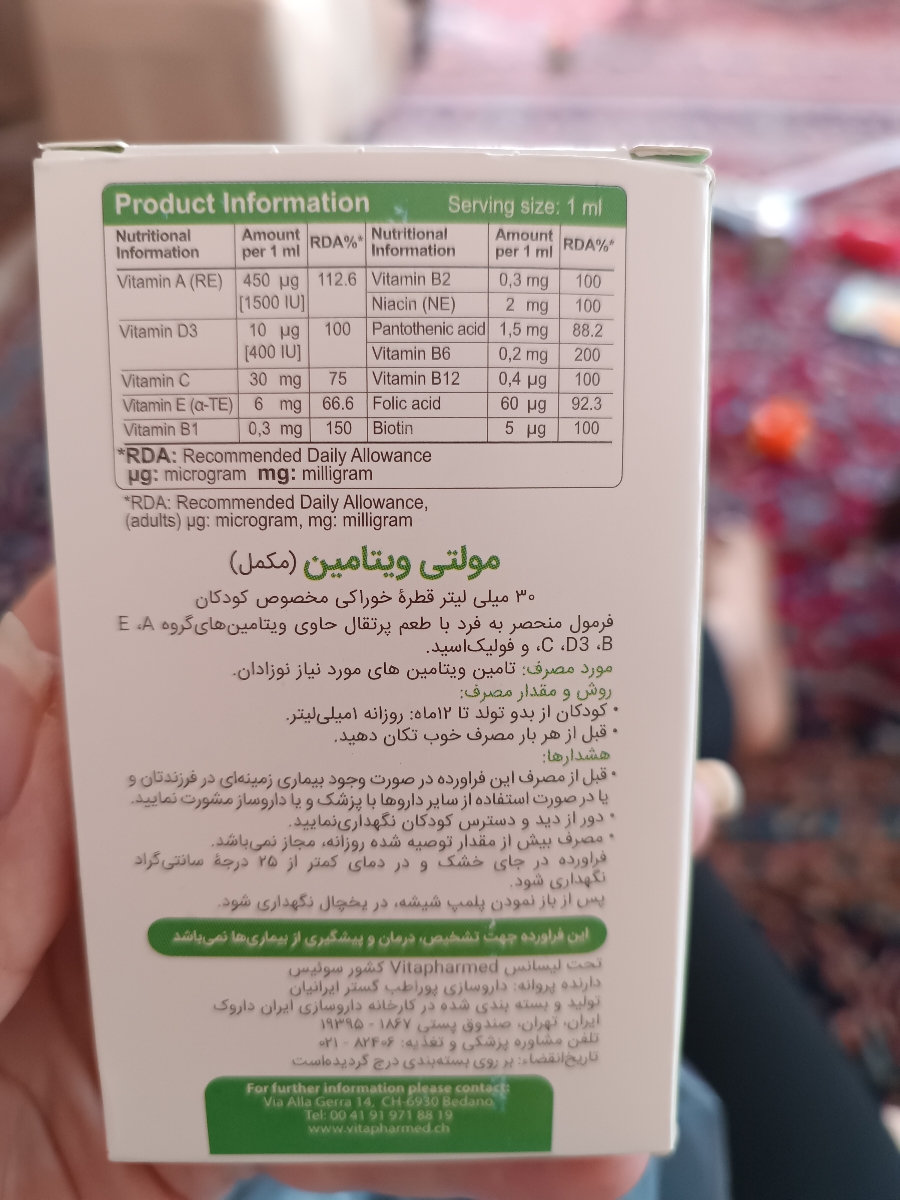 Product Information Serving size: 1 ml
Nutritional Information Amount per 1 ml RDA%* Nutritional Information Amount per 1 ml RDA%*
Vitamin A (RE) 450 µg [1500 IU] 112.6 Vitamin B2 0,3 mg 100
Niacin (NE) 2 mg 100
Vitamin D3 10 µg [400 IU] 100 Pantothenic acid 1,5 mg 88.2
Vitamin B6 0,2 mg 200
Vitamin C 30 mg 75 Vitamin B12 0,4 µg 100
Vitamin E (α-TE) 6 mg 66.6 Folic acid 60 µg 92.3
Vitamin B1 0,3 mg 150 Biotin 5 µg 100
*RDA: Recommended Daily Allowance
µg: microgram mg: milligram
*RDA: Recommended Daily Allowance,
(adults) µg: microgram, mg: milligram
مولتی ویتامین (مکمل)
۳۰ میلی لیتر قطرهٔ خوراکی مخصوص کودکان
فرمول منحصر به فرد با طعم پرتقال حاوی ویتامین‌های‌گروه A، E
B، D3، C، و فولیک‌اسید.
مورد مصرف: تامین ویتامین های مورد نیاز نوزادان.
روش و مقدار مصرف:
• کودکان از بدو تولد تا ۱۲ماه: روزانه ۱میلی‌لیتر.
• قبل از هر بار مصرف خوب تکان دهید.
هشدارها:
• قبل از مصرف این فراورده در صورت وجود بیماری زمینه‌ای در فرزندتان و
یا در صورت استفاده از سایر داروها با پزشک و یا داروساز مشورت نمایید.
• دور از دید و دسترس کودکان نگهداری‌نمایید.
• مصرف بیش از مقدار توصیه شده روزانه، مجاز نمی‌باشد.
فراورده در جای خشک و در دمای کمتر از ۲۵ درجهٔ سانتی‌گراد
نگهداری شود.
پس از باز نمودن پلمپ شیشه، در یخچال نگهداری شود.
این فراورده جهت تشخیص، درمان و پیشگیری از بیماری‌ها نمی‌باشد
تحت لیسانس Vitapharmed کشور سوئیس
دارنده پروانه: داروسازی پوراطب گستر ایرانیان
تولید و بسته بندی شده در کارخانه داروسازی ایران داروک
ایران، تهران، صندوق پستی ۱۸۶۷ - ۱۹۳۹۵
تلفن مشاوره پزشکی و تغذیه: ۸۲۴۰۶ - ۰۲۱
تاریخ‌انقضاء: بر روی بسته‌بندی درج گردیده‌است
For further information please contact:
Via Alla Gerra 14, CH-6930 Bedano
Tel: 00 41 91 971 88 19
www.vitapharmed.ch